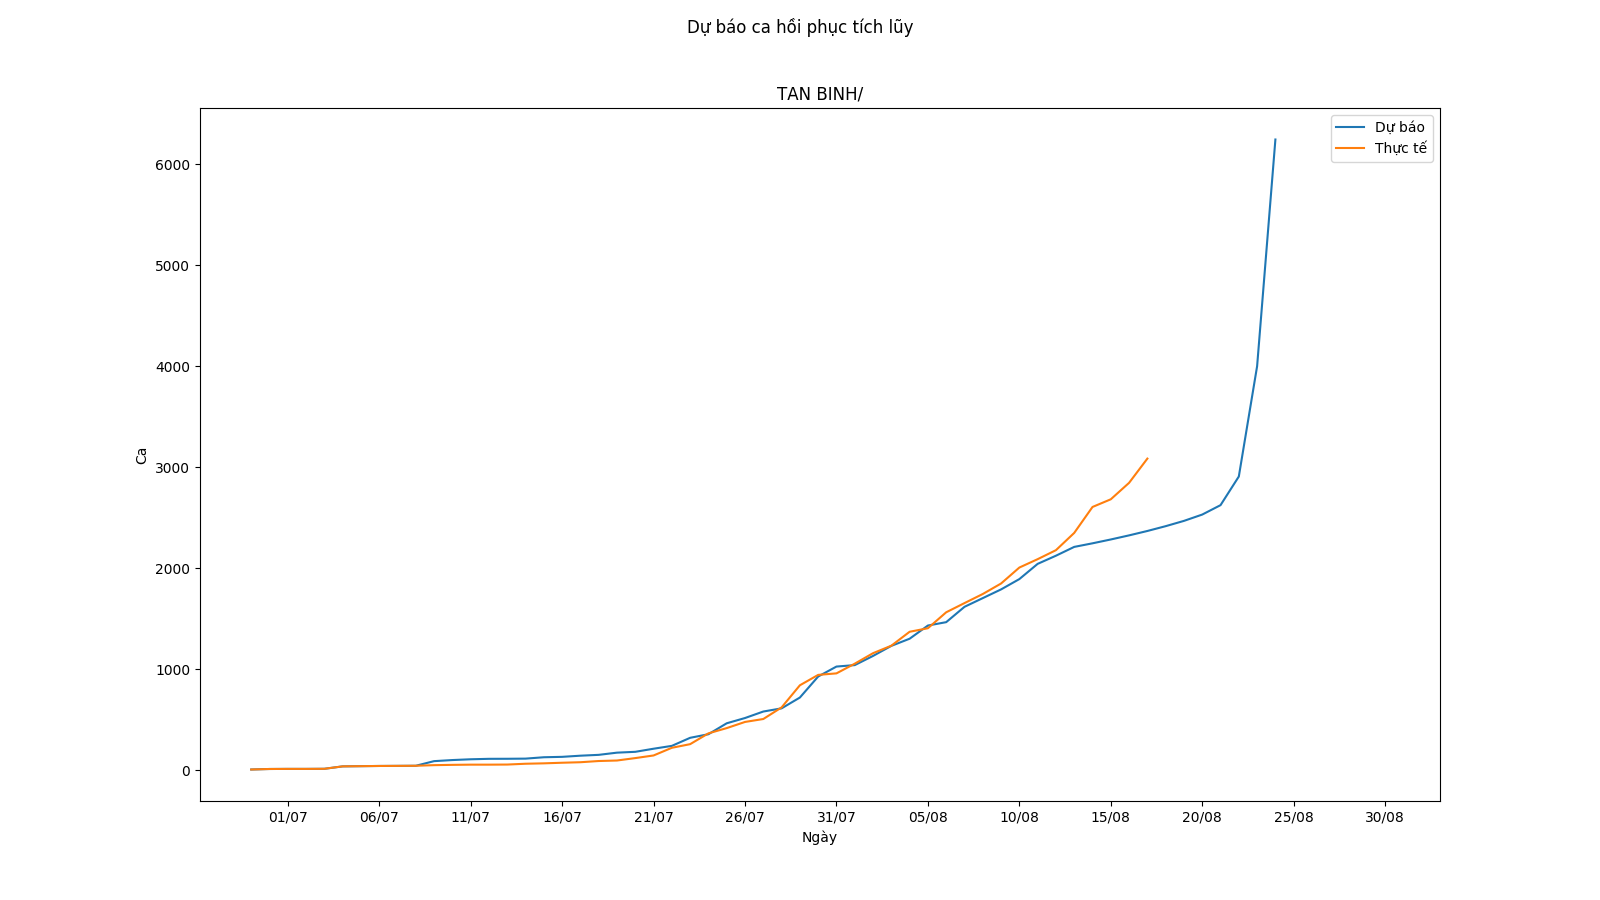 Dự báo ca hồi phục tích lũy
TAN BINH/
Dự báo
Thực tế
6000
5000
4000
3000
2000
1000
0
Ca
01/07 06/07 11/07 16/07 21/07 26/07 31/07 05/08 10/08 15/08 20/08 25/08 30/08
Ngày